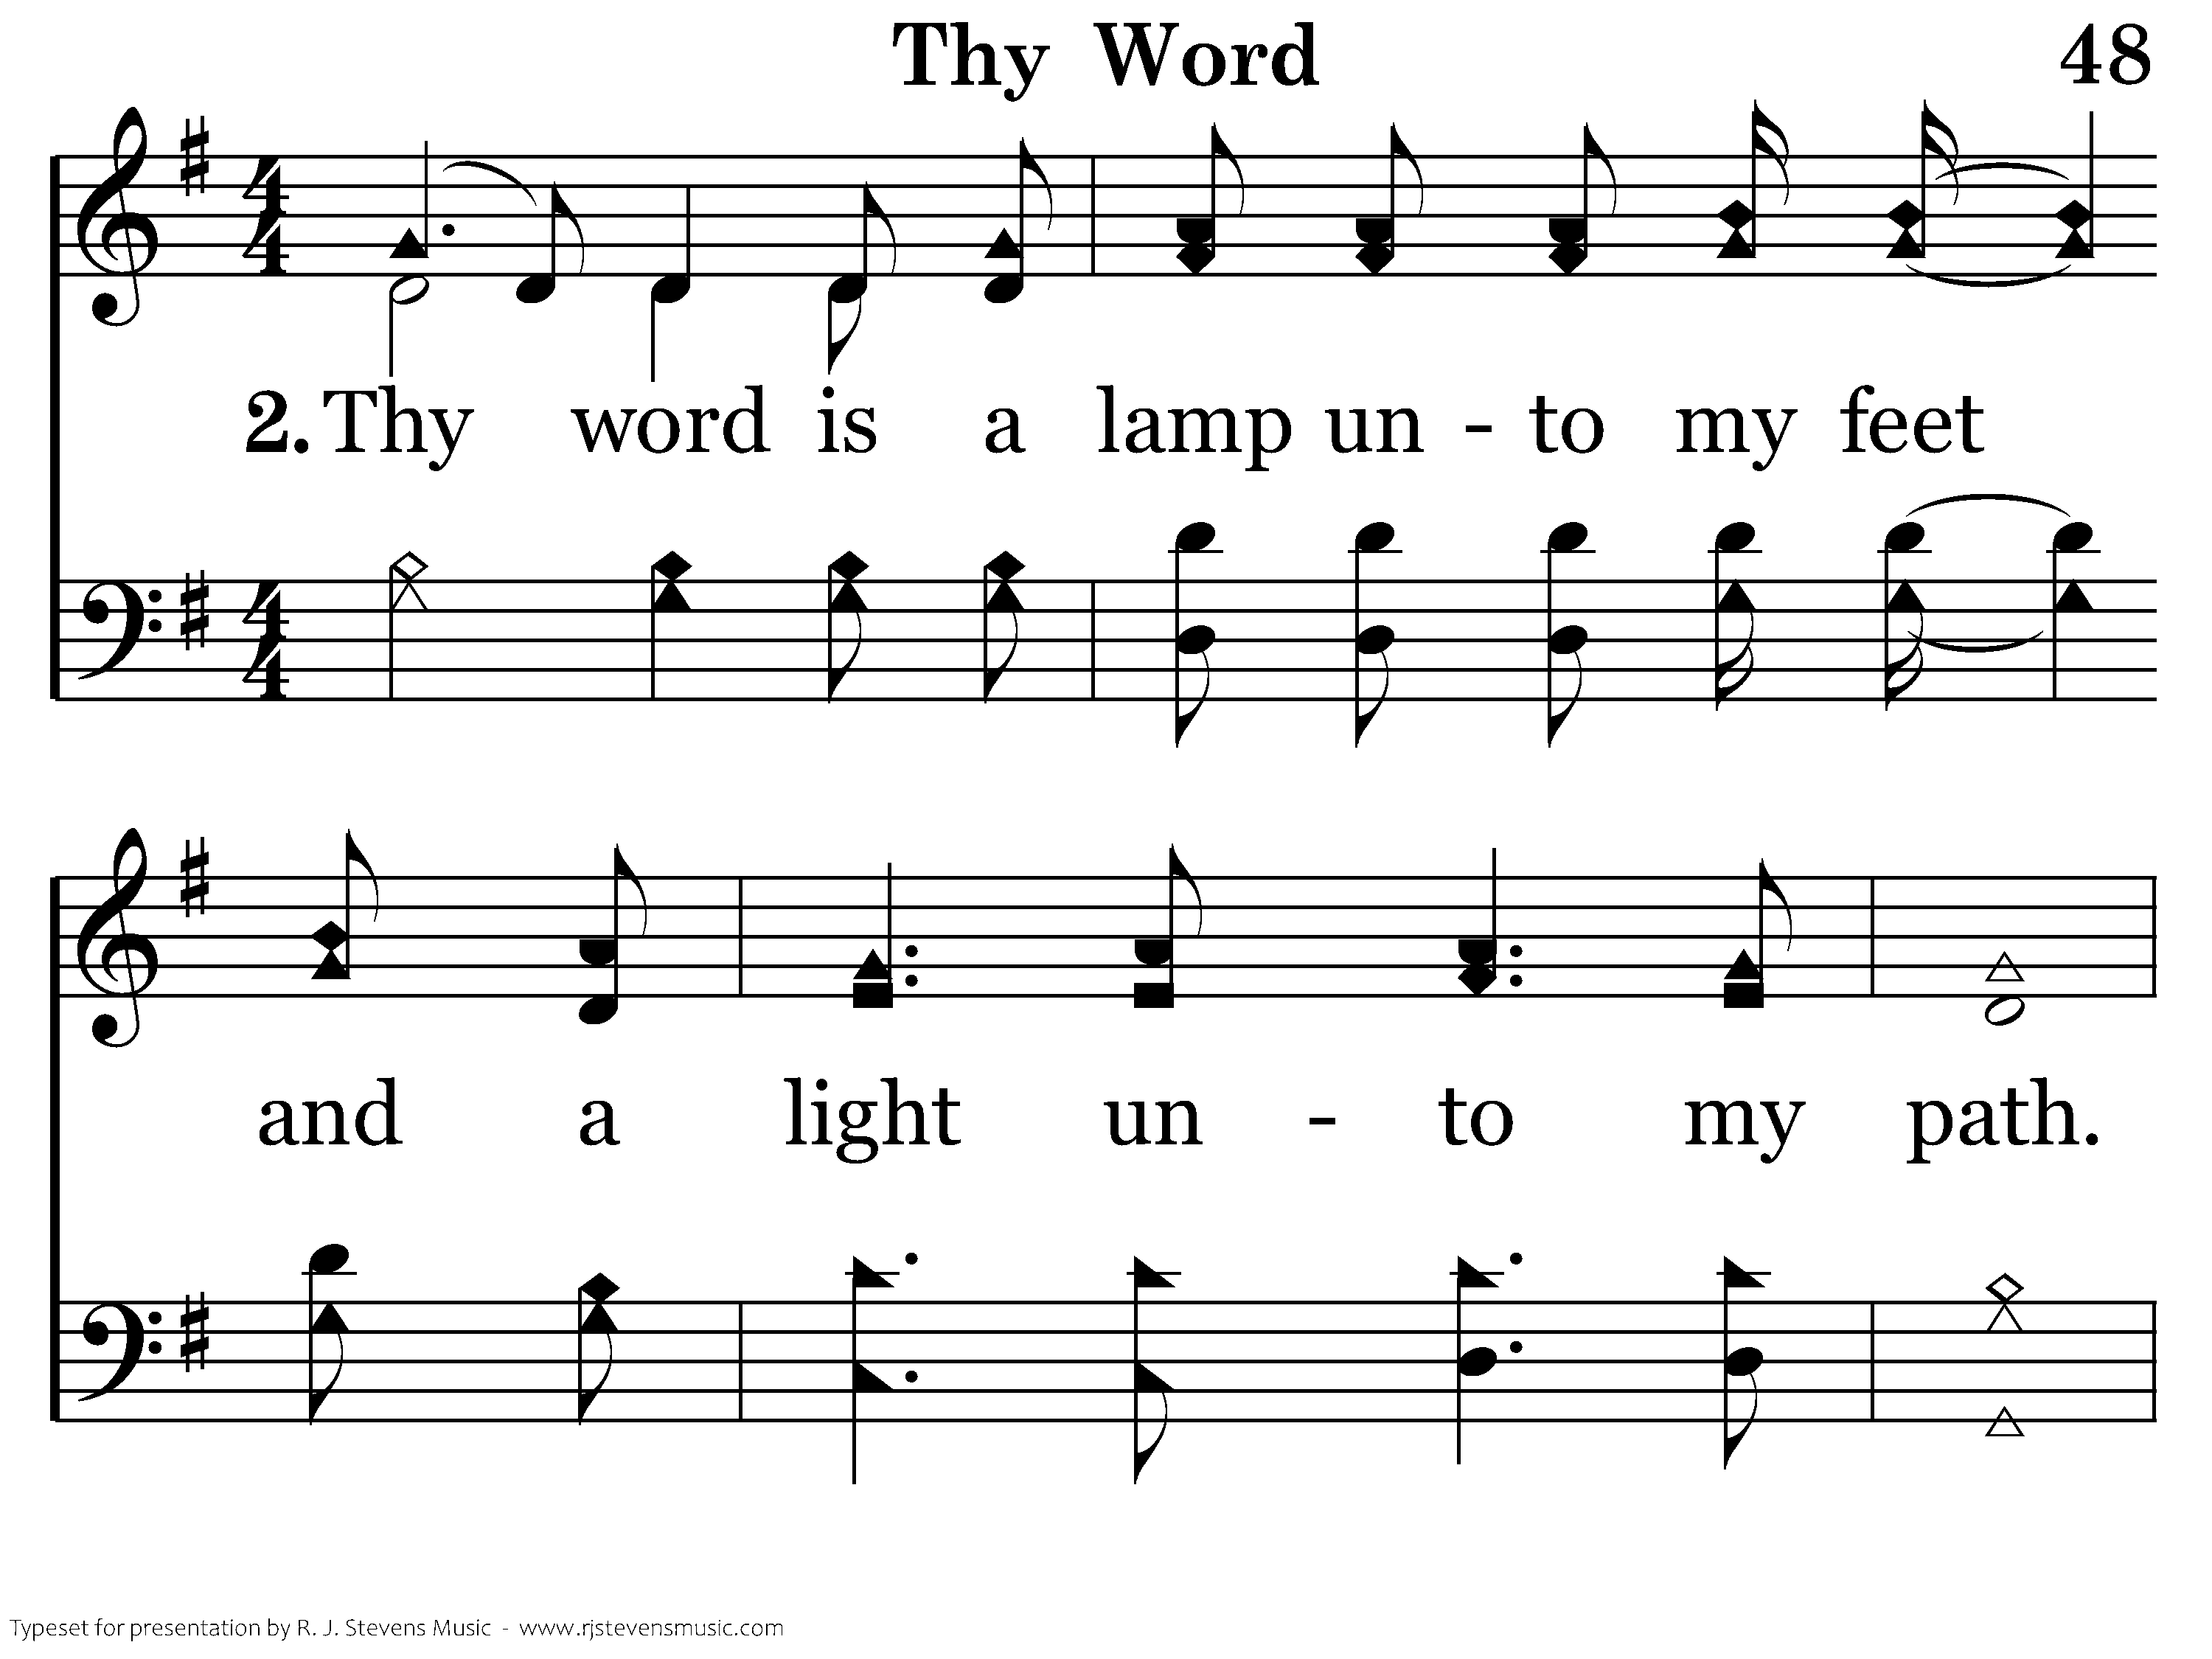 Thy Word 48
2. Thy word is a lamp un - to my feet
and a light un - to my path.
Typeset for presentation by R. J. Stevens Music - www.rjstevensmusic.com